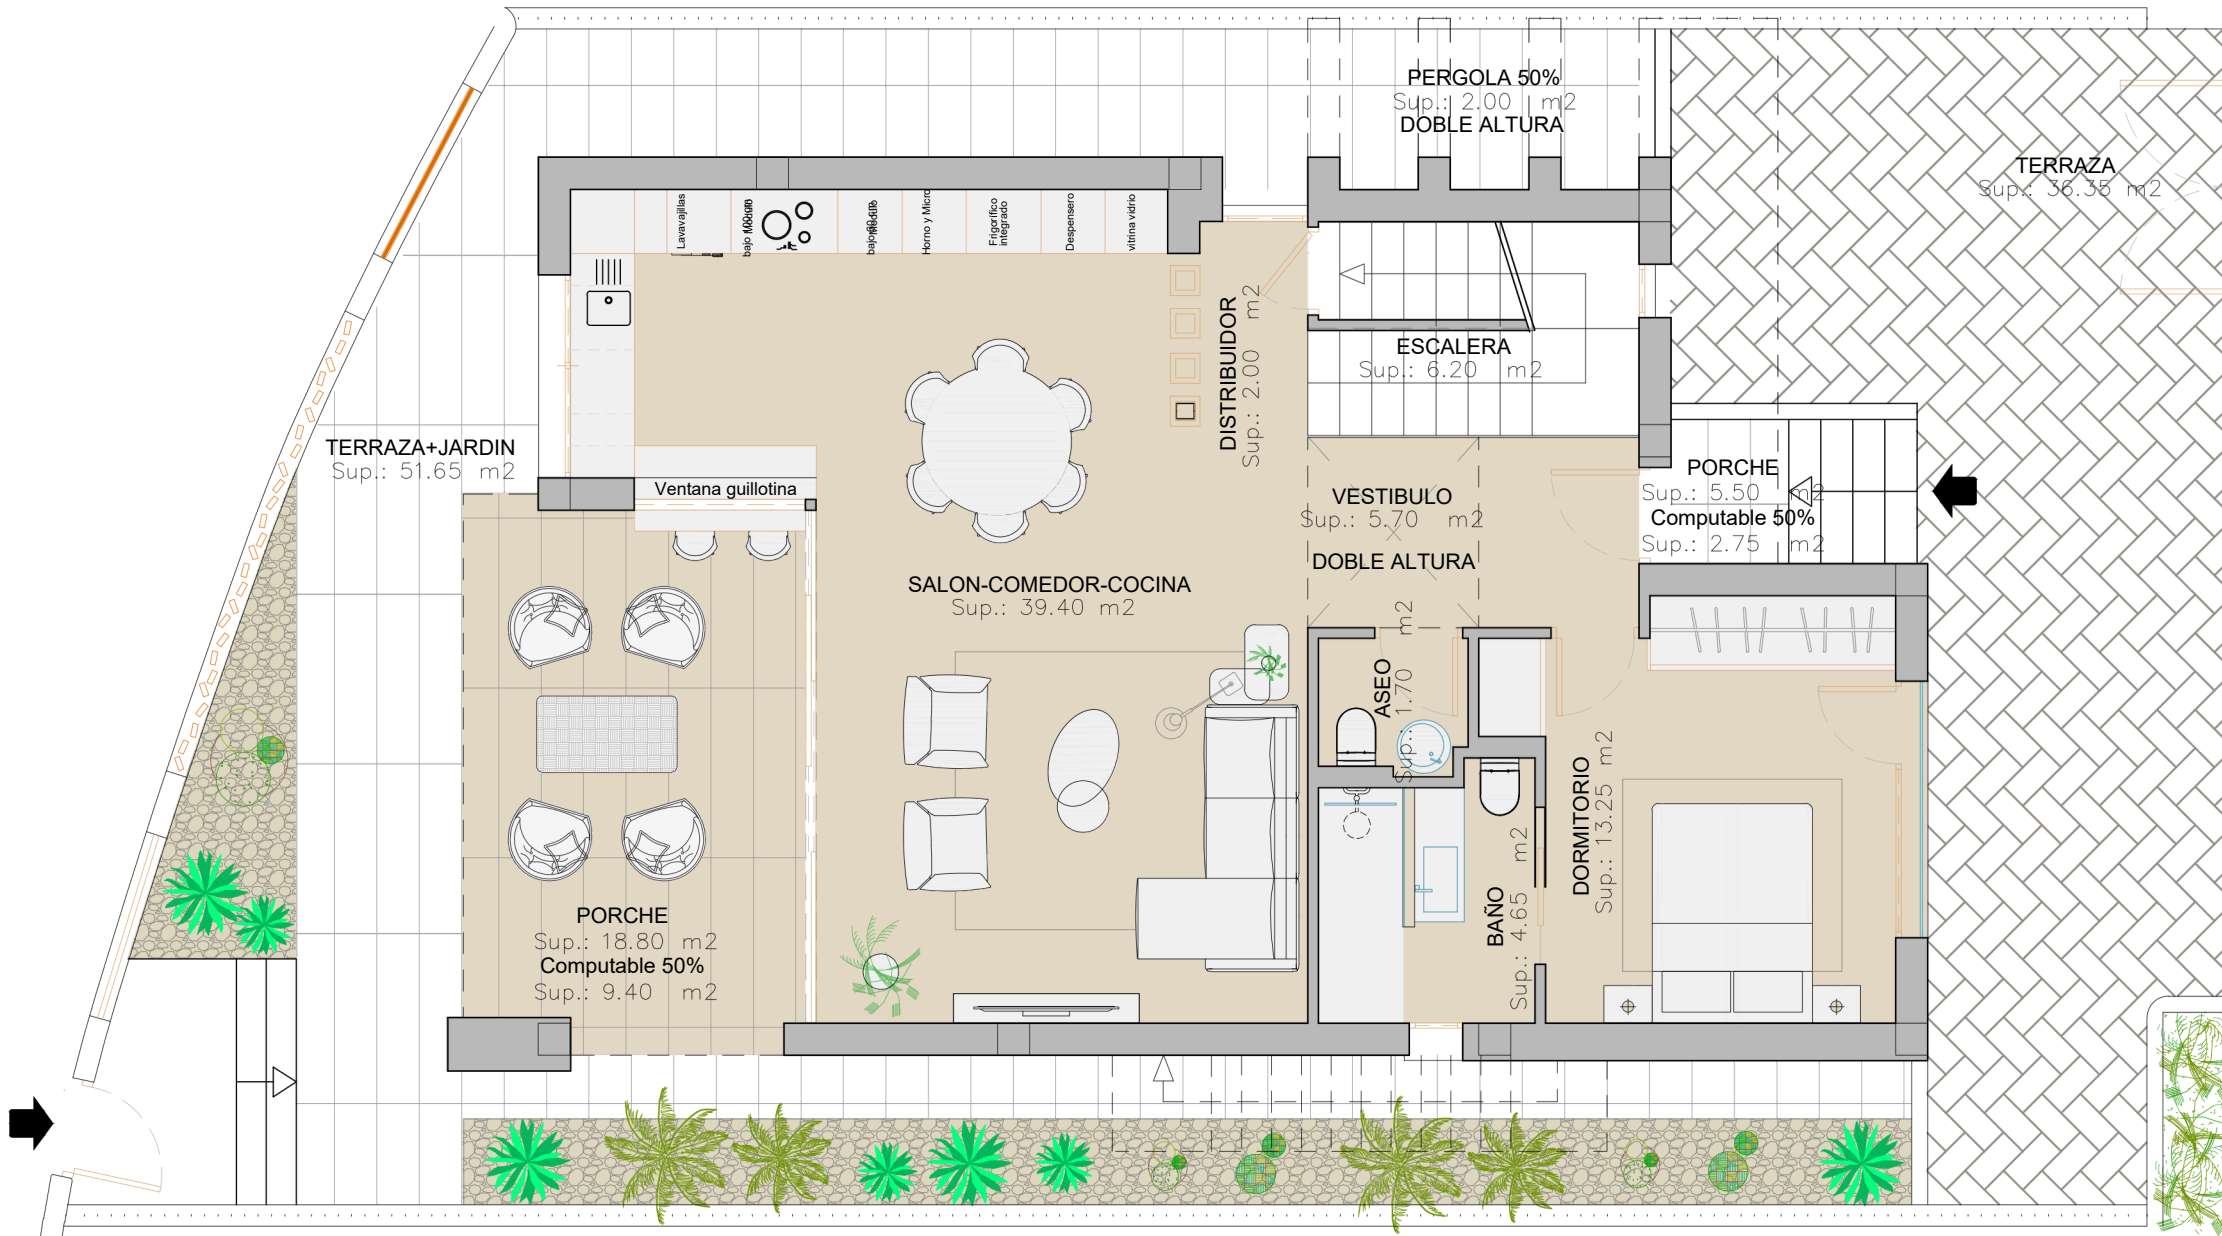 PERGOLA 50%
Sup.: 2.00 m2
DOBLE ALTURA
TERRAZA
Sup.: 36.35 m2
Lavavajillas
Horno y Micro
Frigorífico
integrado
Despensero
vitrina vidrio
DISTRIBUIDOR
Sup.: 2.00 m2
ESCALERA
Sup.: 6.20 m2
TERRAZA+JARDIN
Sup.: 51.65 m2
Ventana guillotina
VESTIBULO
Sup.: 5.70 m2
DOBLE ALTURA
PORCHE
Sup.: 5.50 m2
Computable 50%
Sup.: 2.75 m2
SALON-COMEDOR-COCINA
Sup.: 39.40 m2
ASEO
Sup.: 1.70 m2
DORMITORIO
Sup.: 13.25 m2
BAÑO
Sup.: 4.65 m2
PORCHE
Sup.: 18.80 m2
Computable 50%
Sup.: 9.40 m2